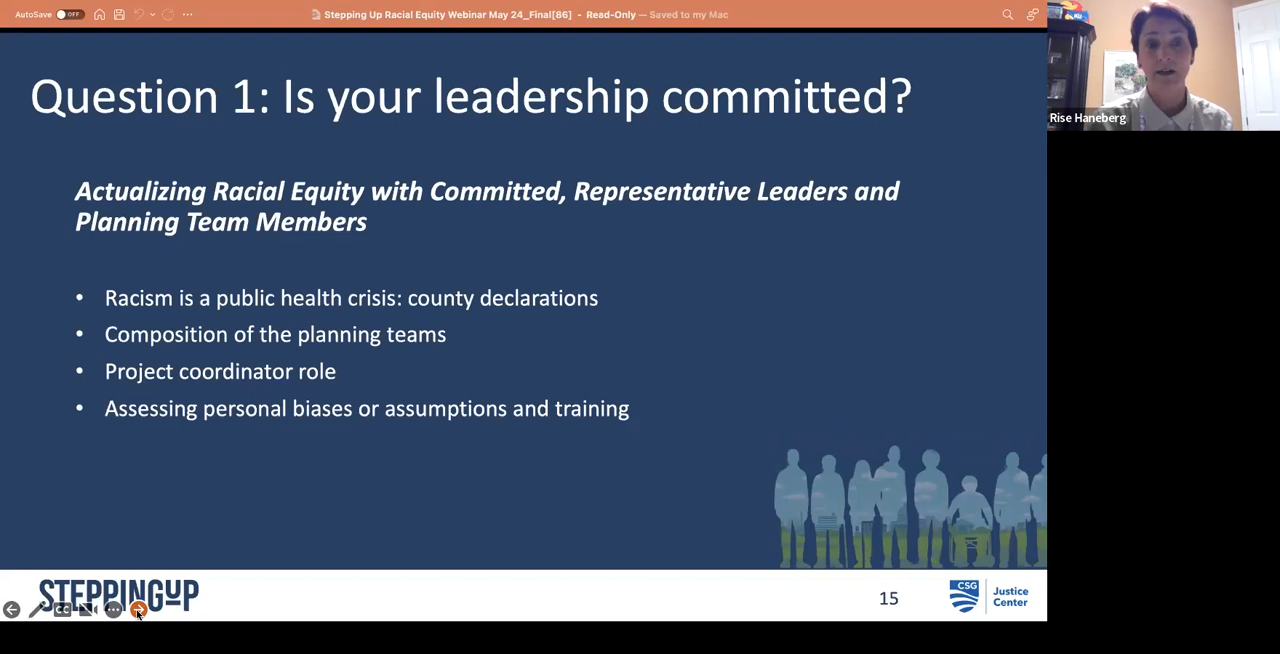 AutoSave OFF
Stepping Up Racial Equity Webinar May 24_Final[86] - Read-Only — Saved to my Mac
Rise Haneberg
Question 1: Is your leadership committed?
Actualizing Racial Equity with Committed, Representative Leaders and
Planning Team Members
• Racism is a public health crisis: county declarations
• Composition of the planning teams
• Project coordinator role
• Assessing personal biases or assumptions and training
STEPPINGUP
CC
15
CSG
Justice
Center